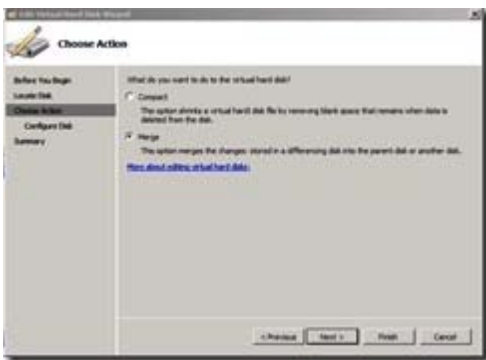 Edit Virtual Hard Disk Wizard
Choose Action
Before You Begin
Locate Disk
Choose Action
Configure Disk
Summary
What do you want to do to the virtual hard disk?
Compact
This option shrinks a virtual hard disk file by removing blank space that remains when data is
deleted from the disk.
Merge
This option merges the changes stored in a differencing disk into the parent disk or another disk.
More about editing virtual hard disks
< Previous
Next >
Finish
Cancel